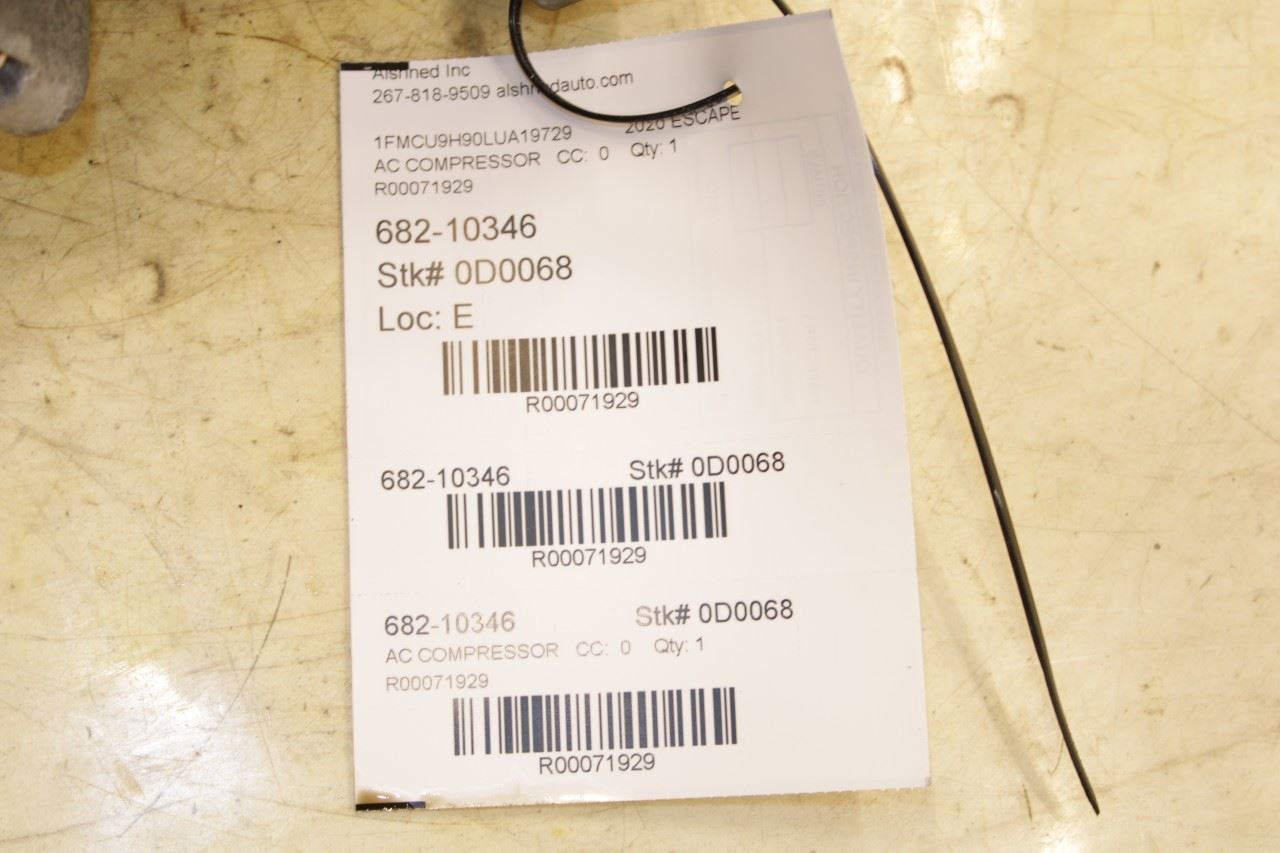 Alshned Inc
267-818-9509 alshnedauto.com
1FMCU9H90LUA19729 2020 ESCAPE
AC COMPRESSOR CC: 0 Qty: 1
R00071929
682-10346
Stk# 0D0068
Loc: E
R00071929
682-10346 Stk# 0D0068
R00071929
682-10346 Stk# 0D0068
AC COMPRESSOR CC: 0 Qty: 1
R00071929
R00071929